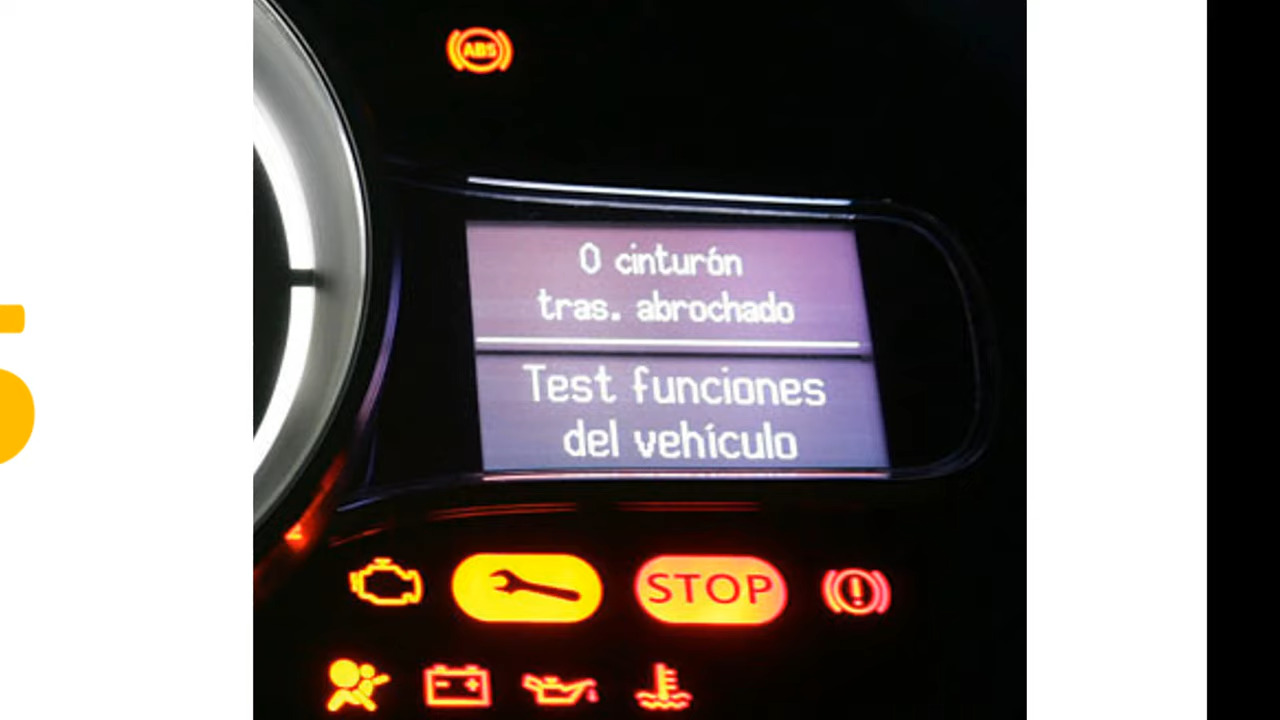 ABS
0 cinturón
tras. abrochado
Test funciones
del vehículo
STOP